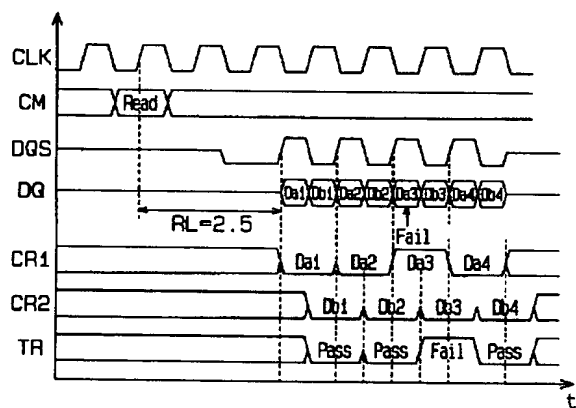 CLK
CM Read
DQS
DQ Da1 Db1 Da2 Db2 Da3 Db3 Da4 Db4
RL=2.5 Fail
CR1 Da1 Da2 Da3 Da4
CR2 Db1 Db2 Db3 Db4
TR Pass Pass Fail Pass
t